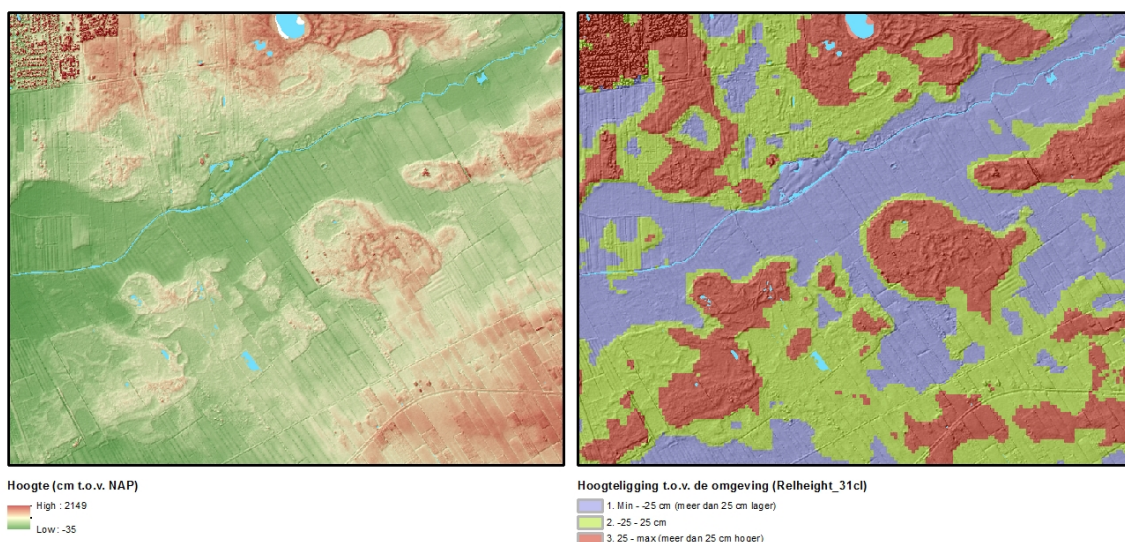 Hoogte (cm t.o.v. NAP)
High : 2149
Low : -35
Hoogteligging t.o.v. de omgeving (Relheight_31cl)
1. Min - -25 cm (meer dan 25 cm lager)
2. -25 - 25 cm
3. 25 - max (meer dan 25 cm hoger)